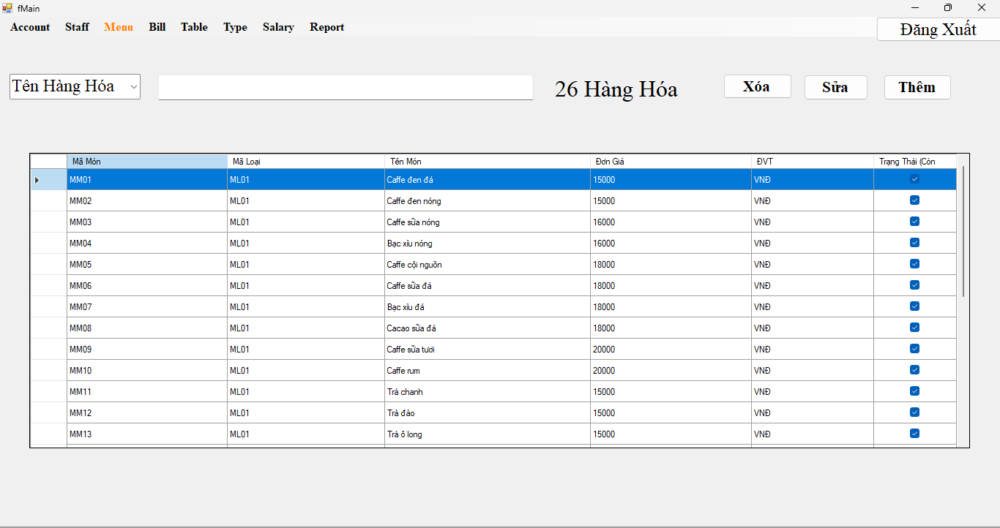 fMain
Account Staff Menu Bill Table Type Salary Report Đăng Xuất
Tên Hàng Hóa 26 Hàng Hóa Xóa Sửa Thêm
Mã Món Mã Loại Tên Món Đơn Giá ĐVT Trạng Thái (Còn
MM01 ML01 Caffe đen đá 15000 VNĐ
MM02 ML01 Caffe đen nóng 15000 VNĐ
MM03 ML01 Caffe sữa nóng 16000 VNĐ
MM04 ML01 Bạc xỉu nóng 16000 VNĐ
MM05 ML01 Caffe cội nguồn 18000 VNĐ
MM06 ML01 Caffe sữa đá 18000 VNĐ
MM07 ML01 Bạc xỉu đá 18000 VNĐ
MM08 ML01 Cacao sữa đá 18000 VNĐ
MM09 ML01 Caffe sữa tươi 20000 VNĐ
MM10 ML01 Caffe rum 20000 VNĐ
MM11 ML01 Trà chanh 15000 VNĐ
MM12 ML01 Trà đào 15000 VNĐ
MM13 ML01 Trà ô long 15000 VNĐ